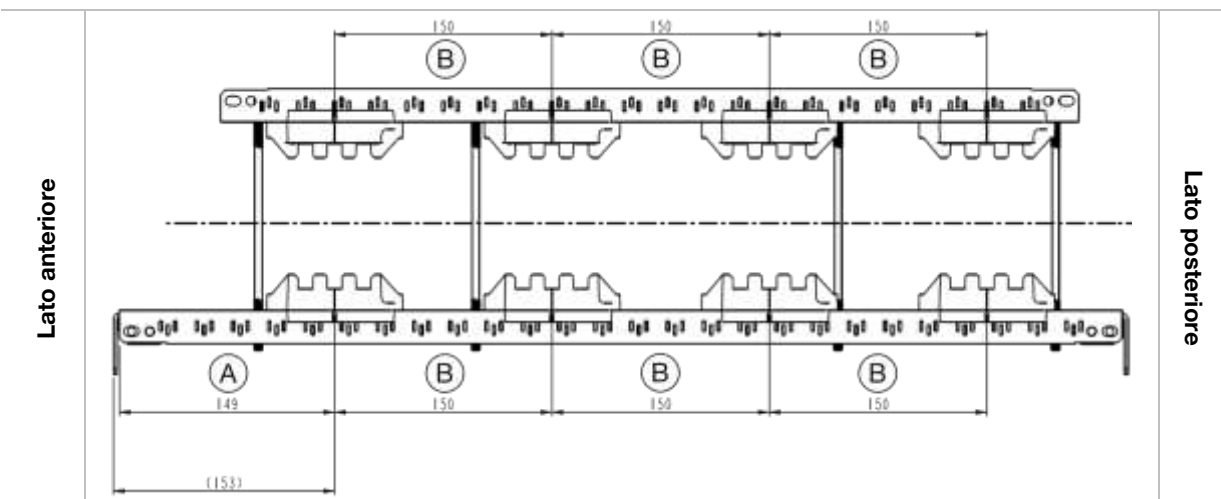 150 150 150
B B B
Lato anteriore
Lato posteriore
A B B B
149 150 150 150
(153)